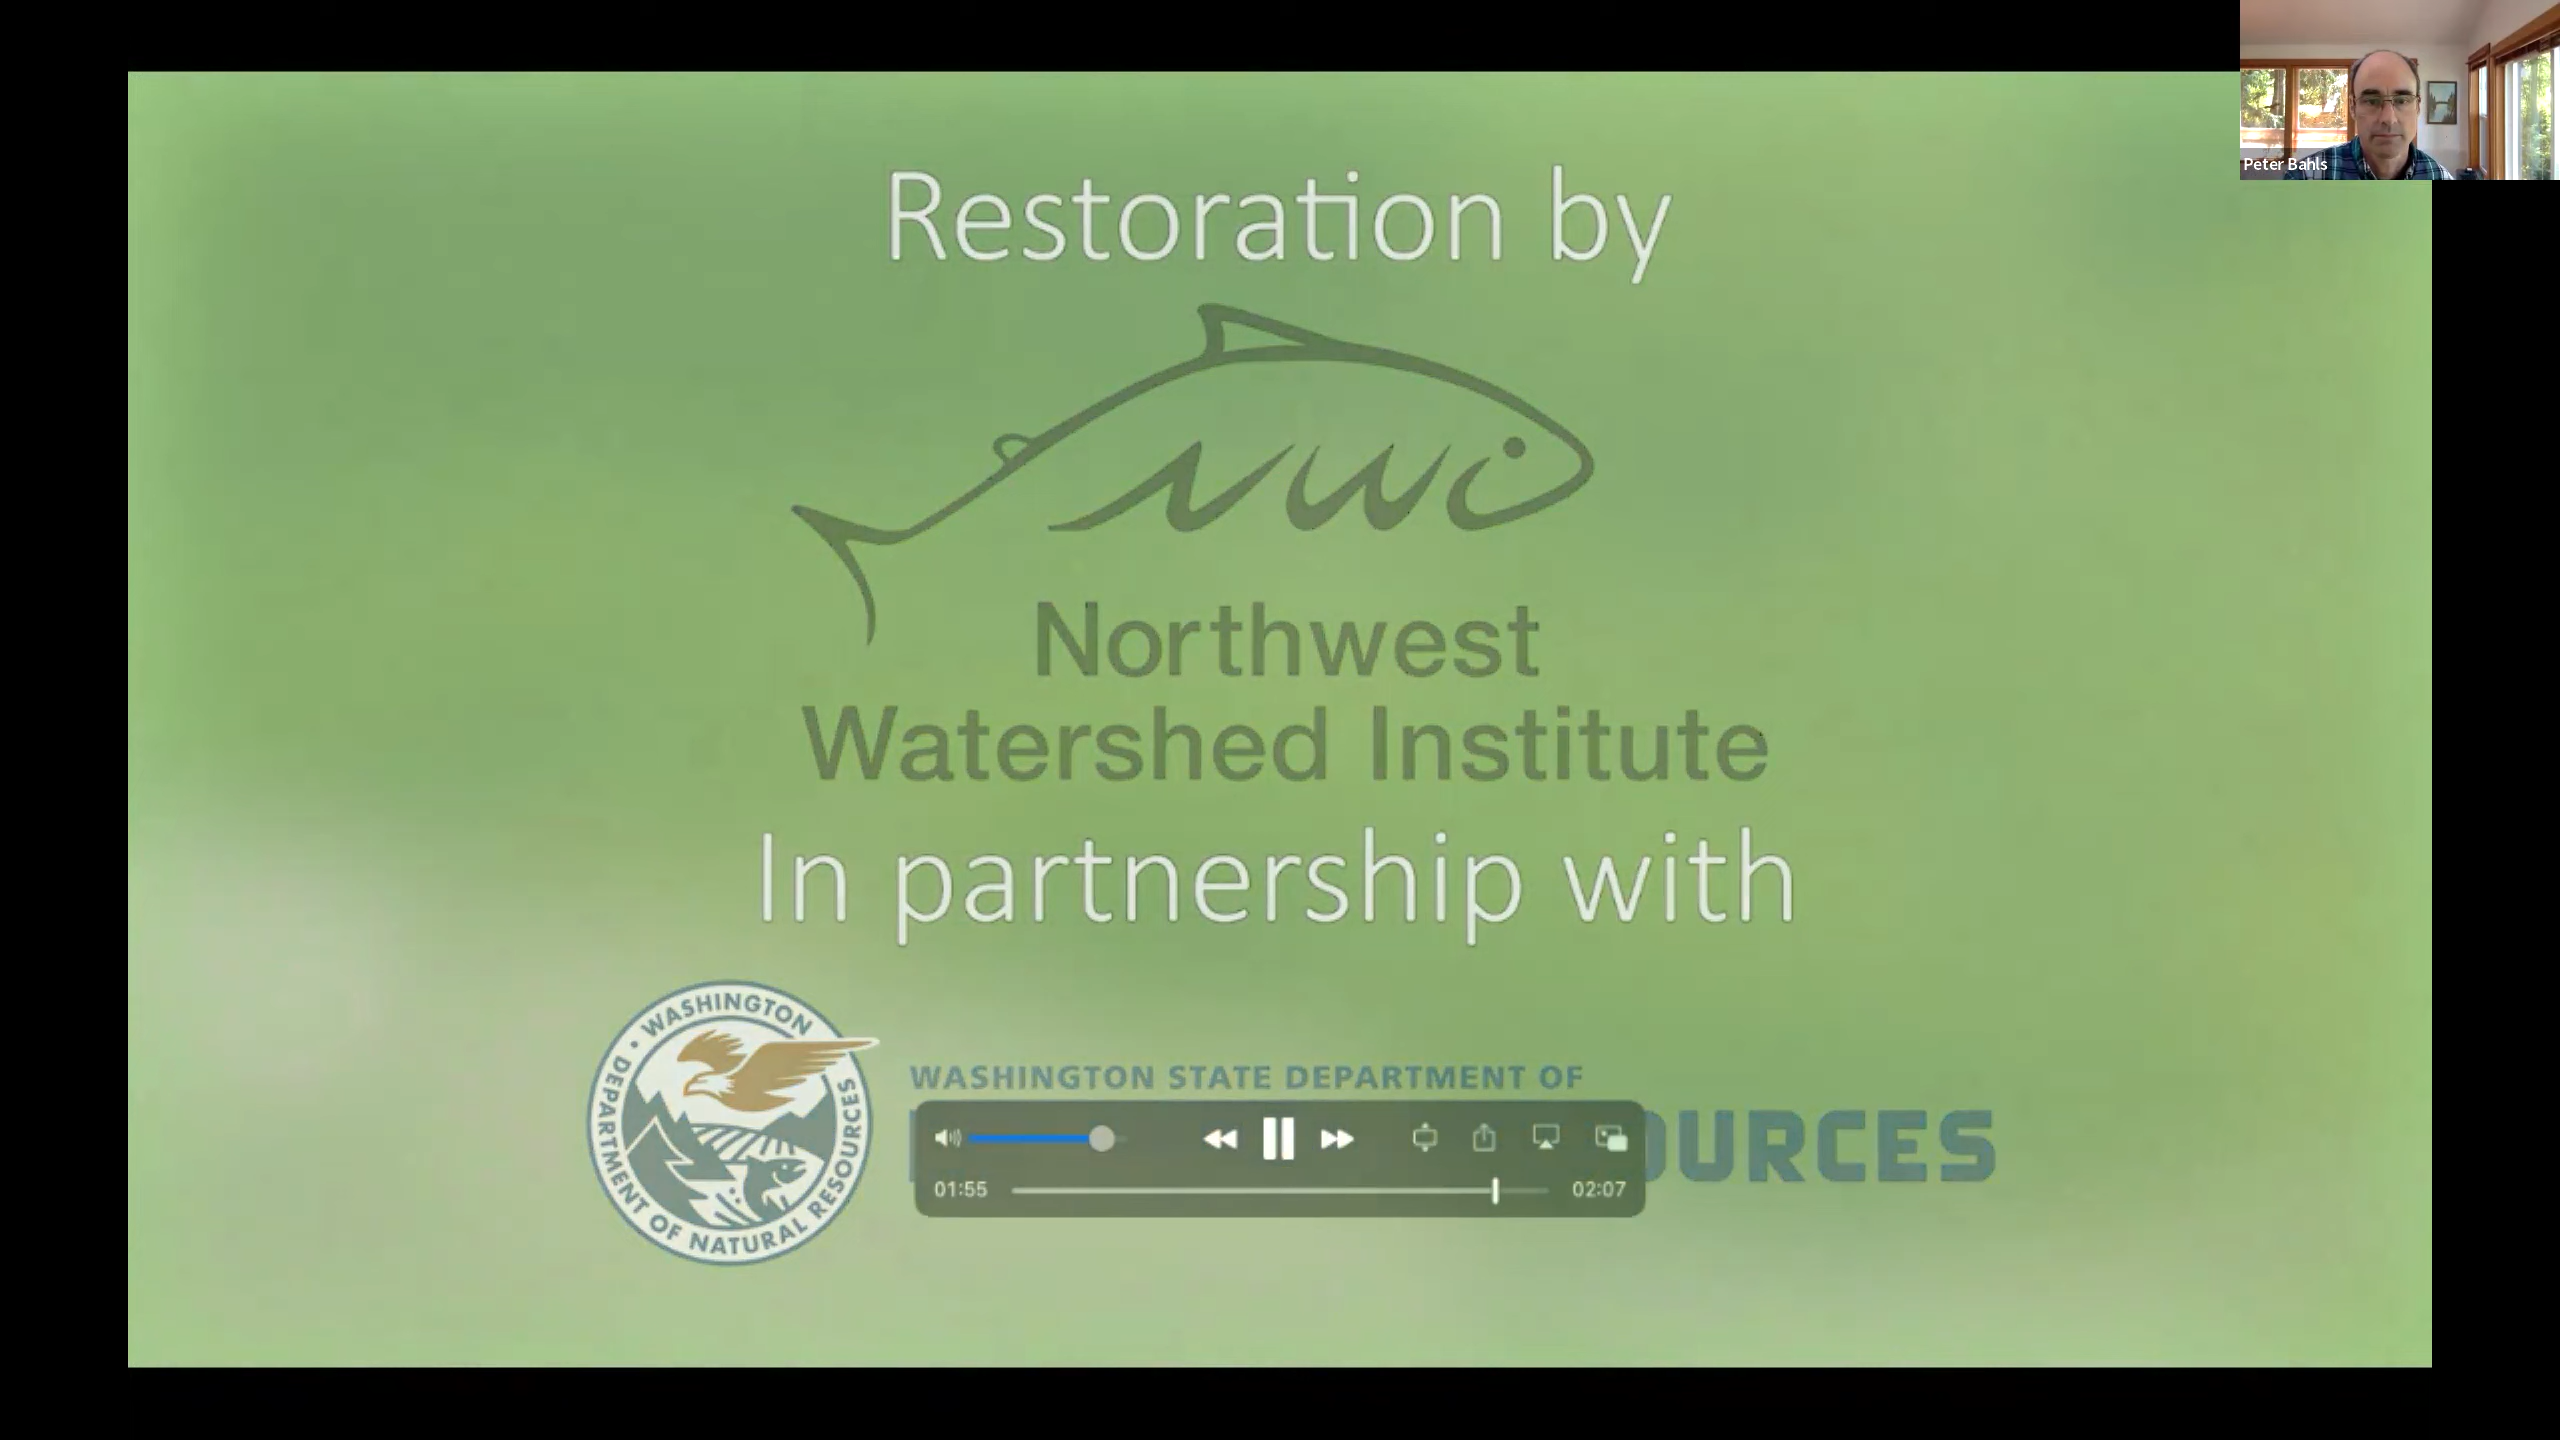 Peter Bahls
Restoration by
nwi
Northwest
Watershed Institute
In partnership with
WASHINGTON
DEPARTMENT OF NATURAL RESOURCES
WASHINGTON STATE DEPARTMENT OF
OURCES
01:55
02:07